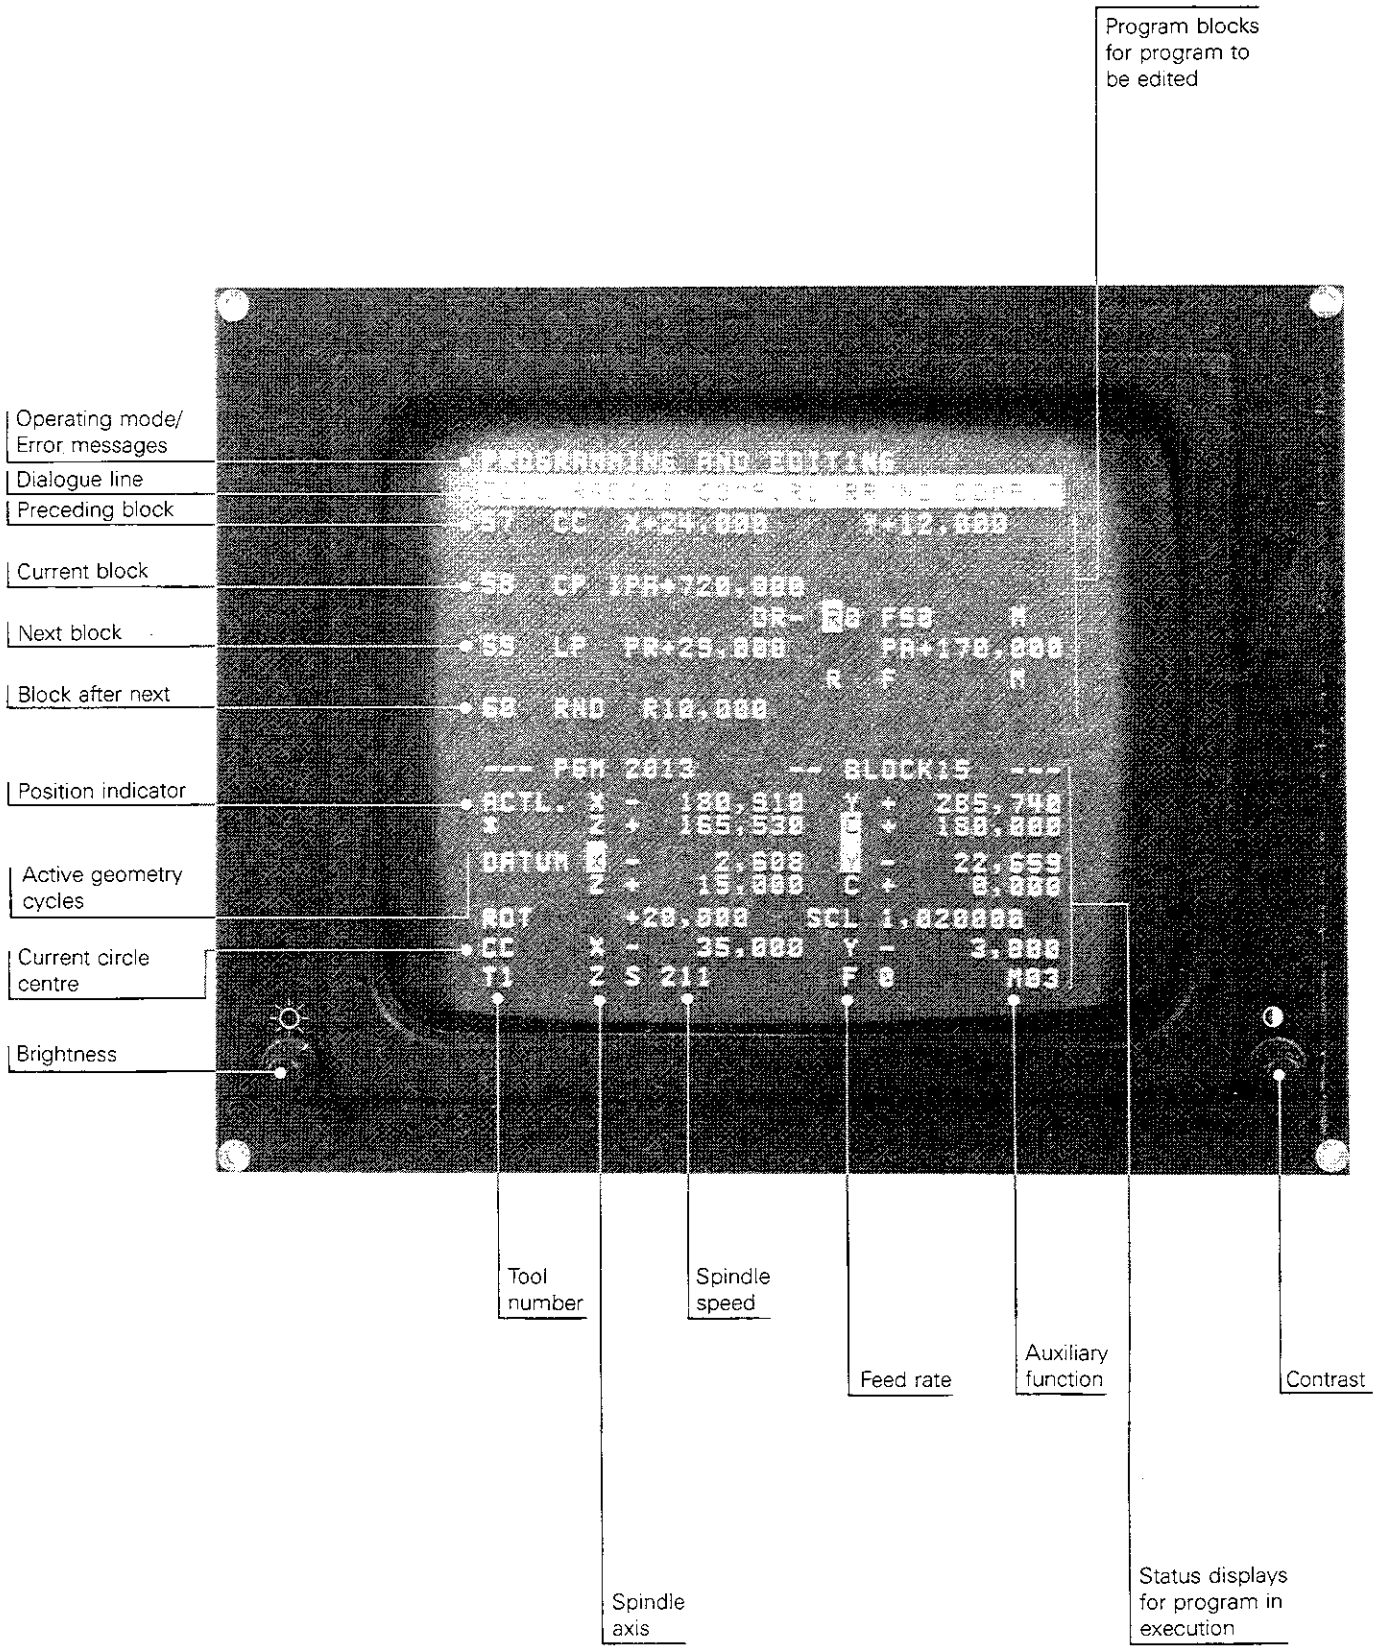 Program blocks
for program to
be edited
Operating mode/
Error messages
Dialogue line
Preceding block
Current block
Next block
Block after next
Position indicator
Active geometry
cycles
Current circle
centre
Brightness
PROGRAMMING AND EDITING
57 CC X+24,000 Y+12,000
58 CP IPA+720,000
DR- R0 F50 M
59 LP PR+25,000 PA+170,000
R F M
60 RND R10,000
--- PGM 2013 -- BLOCK15 ---
ACTL. X - 180,910 Y + 265,740
* Z + 165,530 C + 180,000
DATUM X - 2,608 Y - 22,659
Z + 15,000 C + 0,000
ROT +20,000 SCL 1,020000
CC X - 35,000 Y - 3,000
T1 Z S 211 F 0 M03
Tool
number
Spindle
speed
Feed rate
Auxiliary
function
Contrast
Spindle
axis
Status displays
for program in
execution